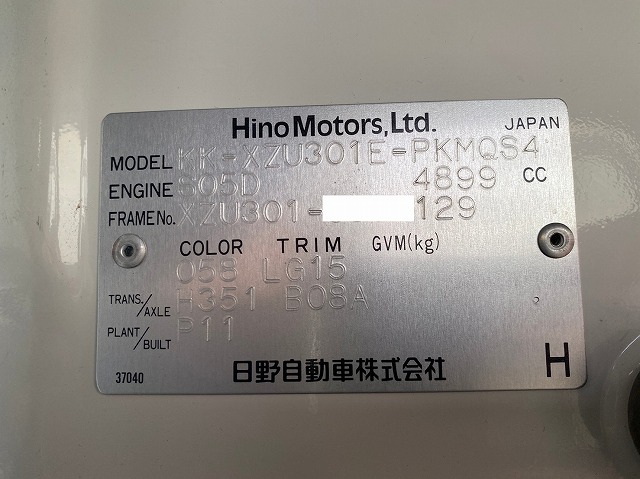 Hino Motors, Ltd. JAPAN
MODEL KK-XZU301E-PKMQS4
ENGINE S05D 4899 CC
FRAME No. XZU301- 129
COLOR TRIM GVM(kg)
058 LG15
TRANS./AXLE H351 B08A
PLANT/BUILT P11
37040 日野自動車株式会社 H